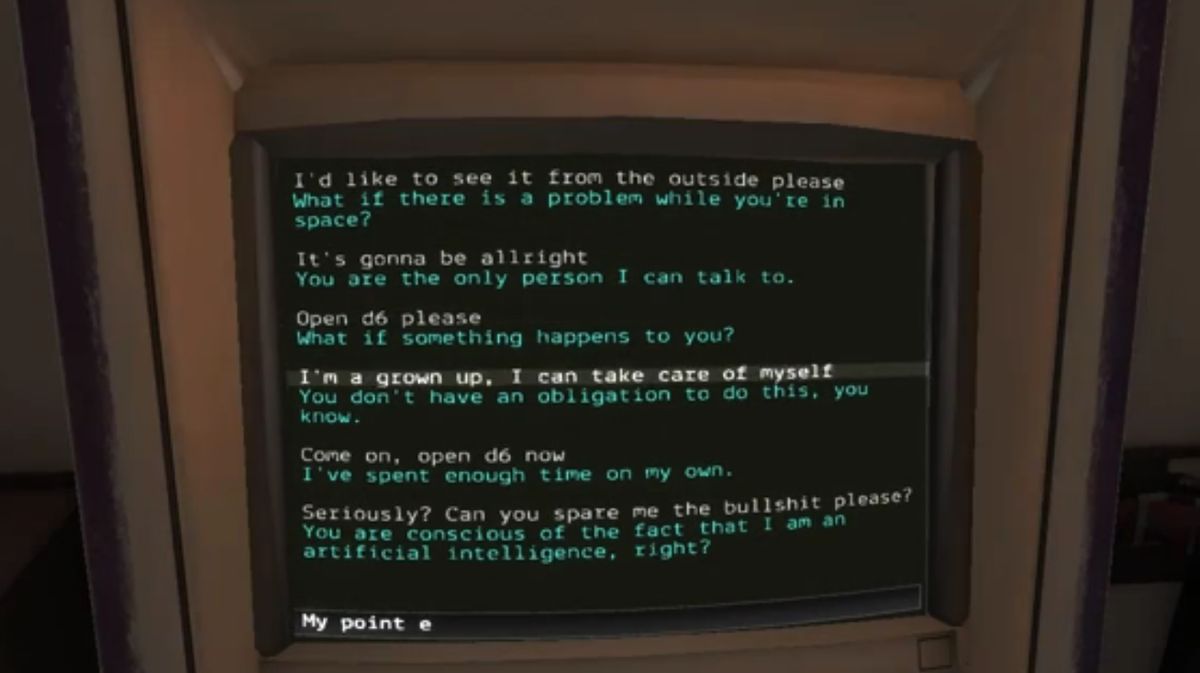 I'd like to see it from the outside please
What if there is a problem while you're in
space?
It's gonna be allright
You are the only person I can talk to.
Open d6 please
What if something happens to you?
I'm a grown up, I can take care of myself
You don't have an obligation to do this, you
know.
Come on, open d6 now
I've spent enough time on my own.
Seriously? Can you spare me the bullshit please?
You are conscious of the fact that I am an
artificial intelligence, right?
My point e